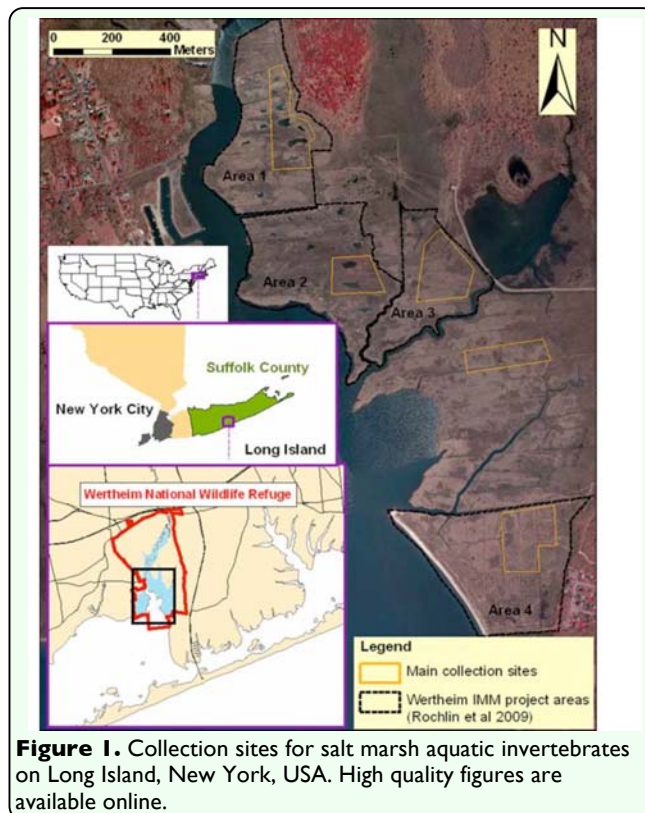 0 200 400
Meters
N
Area 1
Area 2
Area 3
Suffolk County
New York City
Long Island
Wertheim National Wildlife Refuge
Area 4
Legend
Main collection sites
Wertheim IMM project areas
(Rochlin et al 2009)
Figure 1. Collection sites for salt marsh aquatic invertebrates
on Long Island, New York, USA. High quality figures are
available online.